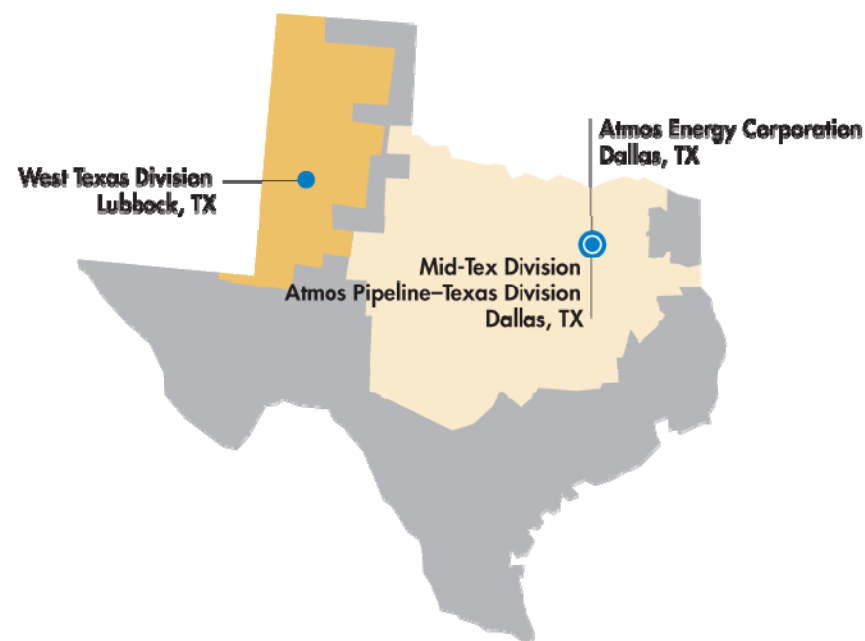 Atmos Energy Corporation
Dallas, TX
West Texas Division
Lubbock, TX
Mid-Tex Division
Atmos Pipeline–Texas Division
Dallas, TX